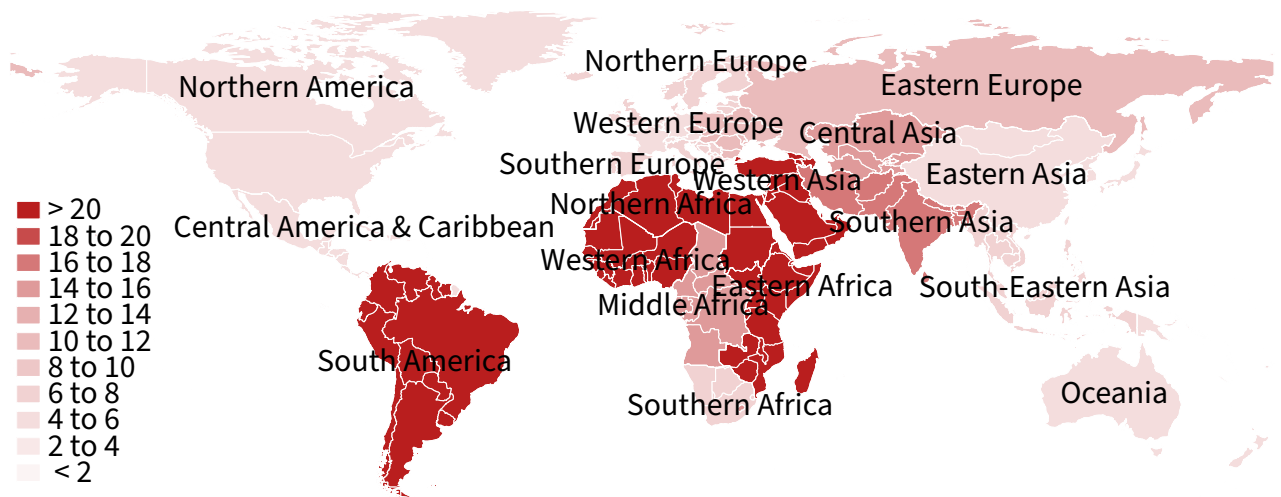 Northern America
Northern Europe
Eastern Europe
Western Europe
Central Asia
Southern Europe
Western Asia
Eastern Asia
Northern Africa
Central America & Caribbean
Southern Asia
Western Africa
Eastern Africa
South-Eastern Asia
Middle Africa
South America
Oceania
Southern Africa
> 20
18 to 20
16 to 18
14 to 16
12 to 14
10 to 12
8 to 10
6 to 8
4 to 6
2 to 4
< 2